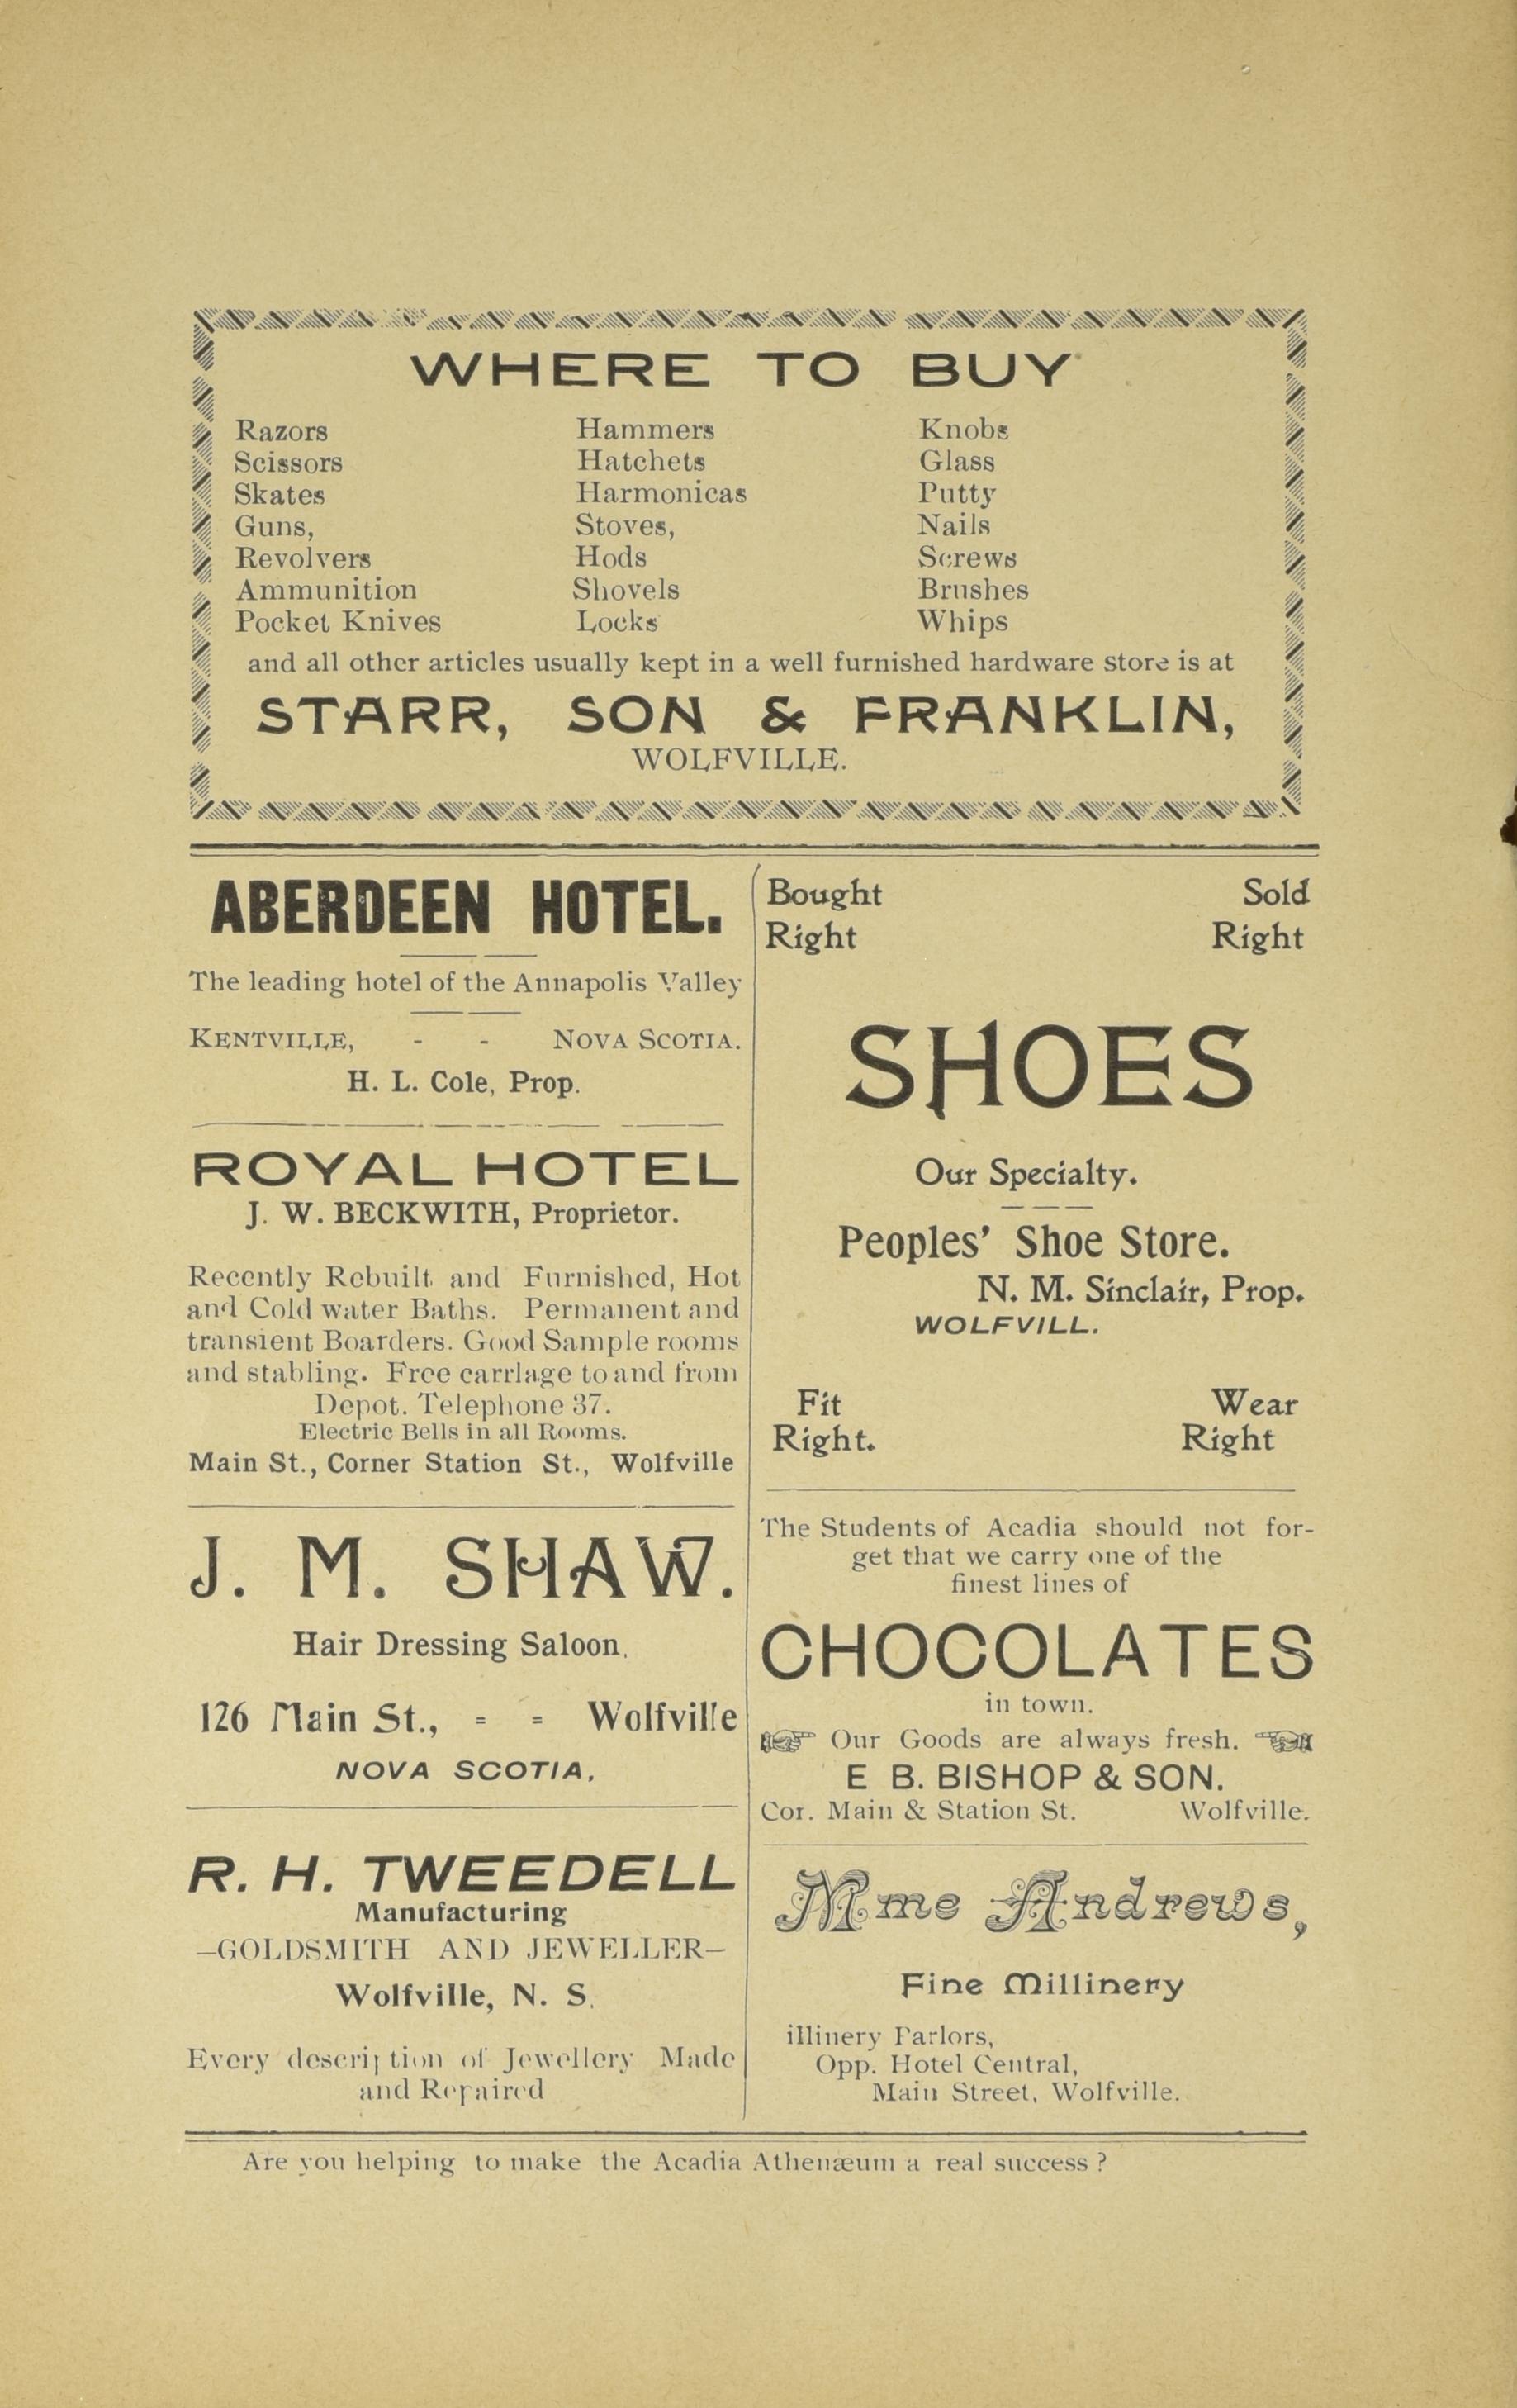 WHERE TO BUY
Razors
Scissors
Skates
Guns,
Revolvers
Ammunition
Pocket Knives
Hammers
Hatchets
Harmonicas
Stoves,
Hods
Shovels
Locks
Knobs
Glass
Putty
Nails
Screws
Brushes
Whips
and all other articles usually kept in a well furnished hardware store is at
STARR, SON & FRANKLIN,
WOLFVILLE.
ABERDEEN HOTEL.
The leading hotel of the Annapolis Valley
KENTVILLE, - - NOVA SCOTIA.
H. L. Cole, Prop.
ROYAL HOTEL
J. W. BECKWITH, Proprietor.
Recently Rebuilt and Furnished, Hot
and Cold water Baths. Permanent and
transient Boarders. Good Sample rooms
and stabling. Free carrlage to and from
Depot. Telephone 37.
Electric Bells in all Rooms.
Main St., Corner Station St., Wolfville
J. M. SHAW.
Hair Dressing Saloon.
126 Main St., = = Wolfville
NOVA SCOTIA.
R. H. TWEEDELL
Manufacturing
—GOLDSMITH AND JEWELLER—
Wolfville, N. S.
Every description of Jewellery Made
and Repaired
Bought Sold
Right Right
SHOES
Our Specialty.
Peoples' Shoe Store.
N. M. Sinclair, Prop.
WOLFVILL.
Fit Wear
Right. Right
The Students of Acadia should not for-
get that we carry one of the
finest lines of
CHOCOLATES
in town.
☞ Our Goods are always fresh. ☜
E B. BISHOP & SON.
Cor. Main & Station St. Wolfville.
Mme Andrews,
Fine Millinery
illinery Parlors,
Opp. Hotel Central,
Main Street, Wolfville.
Are you helping to make the Acadia Athenæum a real success ?